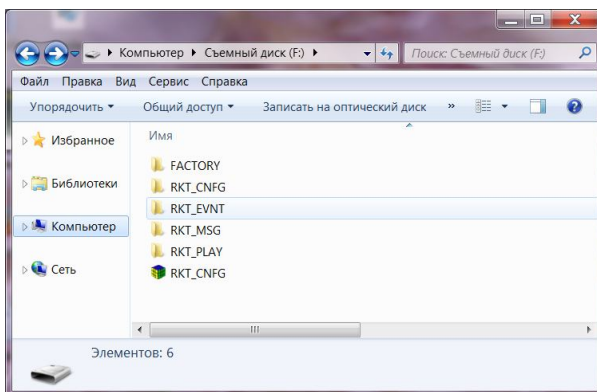 Компьютер Съемный диск (F:) Поиск: Съемный диск (F:)
Файл Правка Вид Сервис Справка
Упорядочить Общий доступ Записать на оптический диск »
Избранное
Библиотеки
Компьютер
Сеть
Имя
FACTORY
RKT_CNFG
RKT_EVNT
RKT_MSG
RKT_PLAY
RKT_CNFG
Элементов: 6